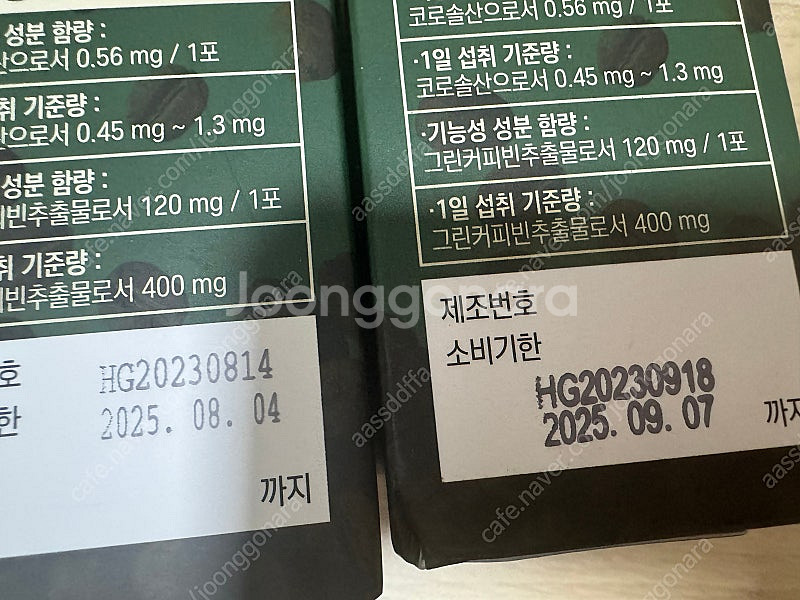 성분 함량 :
산으로서 0.56 mg / 1포
취 기준량 :
산으로서 0.45 mg ~ 1.3 mg
성분 함량 :
피빈추출물로서 120 mg / 1포
취 기준량 :
피빈추출물로서 400 mg
호 HG20230814
한 2025. 08. 04
까지
코로솔산으로서 0.56 mg / 1포
·1일 섭취 기준량 :
코로솔산으로서 0.45 mg ~ 1.3 mg
·기능성 성분 함량 :
그린커피빈추출물로서 120 mg / 1포
·1일 섭취 기준량 :
그린커피빈추출물로서 400 mg
제조번호
소비기한
HG20230918
2025. 09. 07
까지
Joonggonara
aassddffa
cafe.naver.com/joonggonara